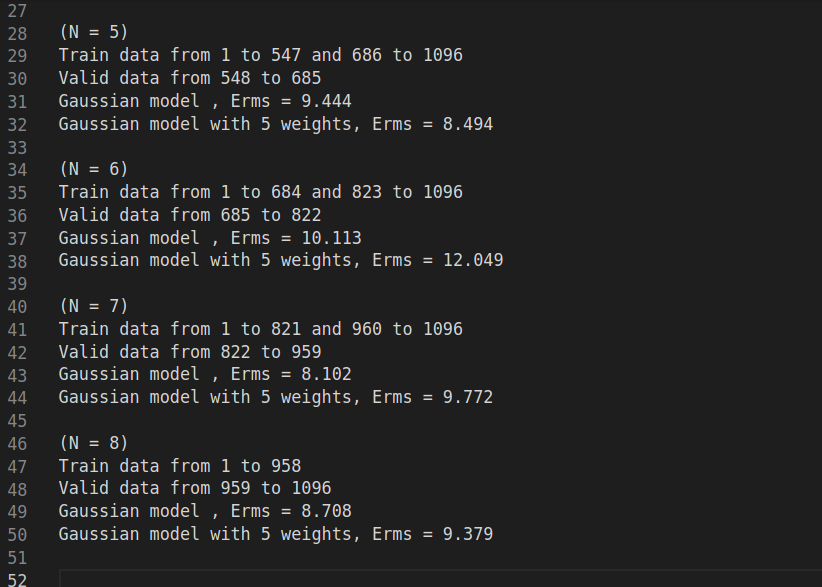 27
28 (N = 5)
29 Train data from 1 to 547 and 686 to 1096
30 Valid data from 548 to 685
31 Gaussian model , Erms = 9.444
32 Gaussian model with 5 weights, Erms = 8.494
33
34 (N = 6)
35 Train data from 1 to 684 and 823 to 1096
36 Valid data from 685 to 822
37 Gaussian model , Erms = 10.113
38 Gaussian model with 5 weights, Erms = 12.049
39
40 (N = 7)
41 Train data from 1 to 821 and 960 to 1096
42 Valid data from 822 to 959
43 Gaussian model , Erms = 8.102
44 Gaussian model with 5 weights, Erms = 9.772
45
46 (N = 8)
47 Train data from 1 to 958
48 Valid data from 959 to 1096
49 Gaussian model , Erms = 8.708
50 Gaussian model with 5 weights, Erms = 9.379
51
52